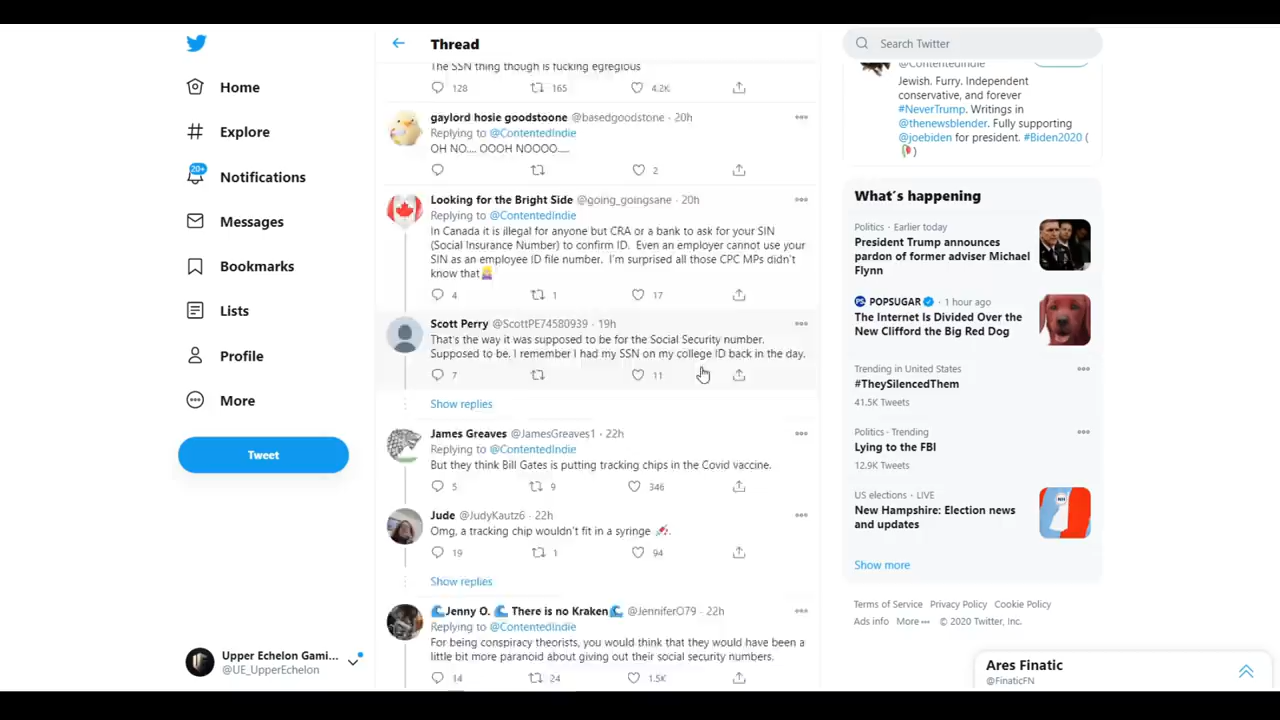 Home
Explore
20+
Notifications
Messages
Bookmarks
Lists
Profile
More
Tweet
Upper Echelon Gami...
@UE_UpperEchelon
Thread
The SSN thing though is fucking egregious
128 165 4.2K
gaylord hosie goodstoone @basedgoodstone · 20h
Replying to @ContentedIndie
OH NO.... OOOH NOOOO.....
2
Looking for the Bright Side @going_goingsane · 20h
Replying to @ContentedIndie
In Canada it is illegal for anyone but CRA or a bank to ask for your SIN
(Social Insurance Number) to confirm ID. Even an employer cannot use your
SIN as an employee ID file number. I'm surprised all those CPC MPs didn't
know that
4 1 17
Scott Perry @ScottPE74580939 · 19h
That's the way it was supposed to be for the Social Security number.
Supposed to be. I remember I had my SSN on my college ID back in the day.
7 11
Show replies
James Greaves @JamesGreaves1 · 22h
Replying to @ContentedIndie
But they think Bill Gates is putting tracking chips in the Covid vaccine.
5 9 346
Jude @JudyKautz6 · 22h
Omg, a tracking chip wouldn't fit in a syringe
19 1 94
Show replies
Jenny O. There is no Kraken @JenniferO79 · 22h
Replying to @ContentedIndie
For being conspiracy theorists, you would think that they would have been a
little bit more paranoid about giving out their social security numbers.
14 24 1.5K
Search Twitter
@ContentedIndie
Jewish. Furry. Independent
conservative, and forever
#NeverTrump. Writings in
@thenewsblender. Fully supporting
@joebiden for president. #Biden2020 (
)
What's happening
Politics · Earlier today
President Trump announces
pardon of former adviser Michael
Flynn
POPSUGAR · 1 hour ago
The Internet Is Divided Over the
New Clifford the Big Red Dog
Trending in United States
#TheySilencedThem
41.5K Tweets
Politics · Trending
Lying to the FBI
12.9K Tweets
US elections · LIVE
New Hampshire: Election news
and updates
Show more
Terms of Service Privacy Policy Cookie Policy
Ads info More ··· © 2020 Twitter, Inc.
Ares Finatic
@FinaticFN